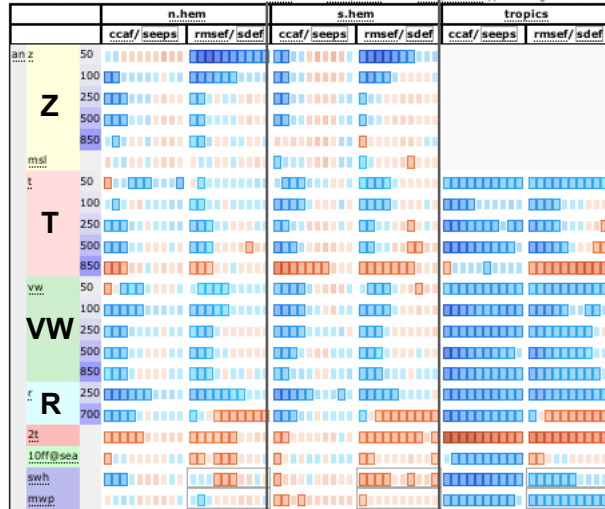 n.hem s.hem tropics
ccaf/ seeps rmsef/ sdef ccaf/ seeps rmsef/ sdef ccaf/ seeps rmsef/ sdef
an z 50
100
Z 250
500
850
msl
t 50
100
T 250
500
850
vw 50
100
VW 250
500
850
r 250
R 700
2t
10ff@sea
swh
mwp